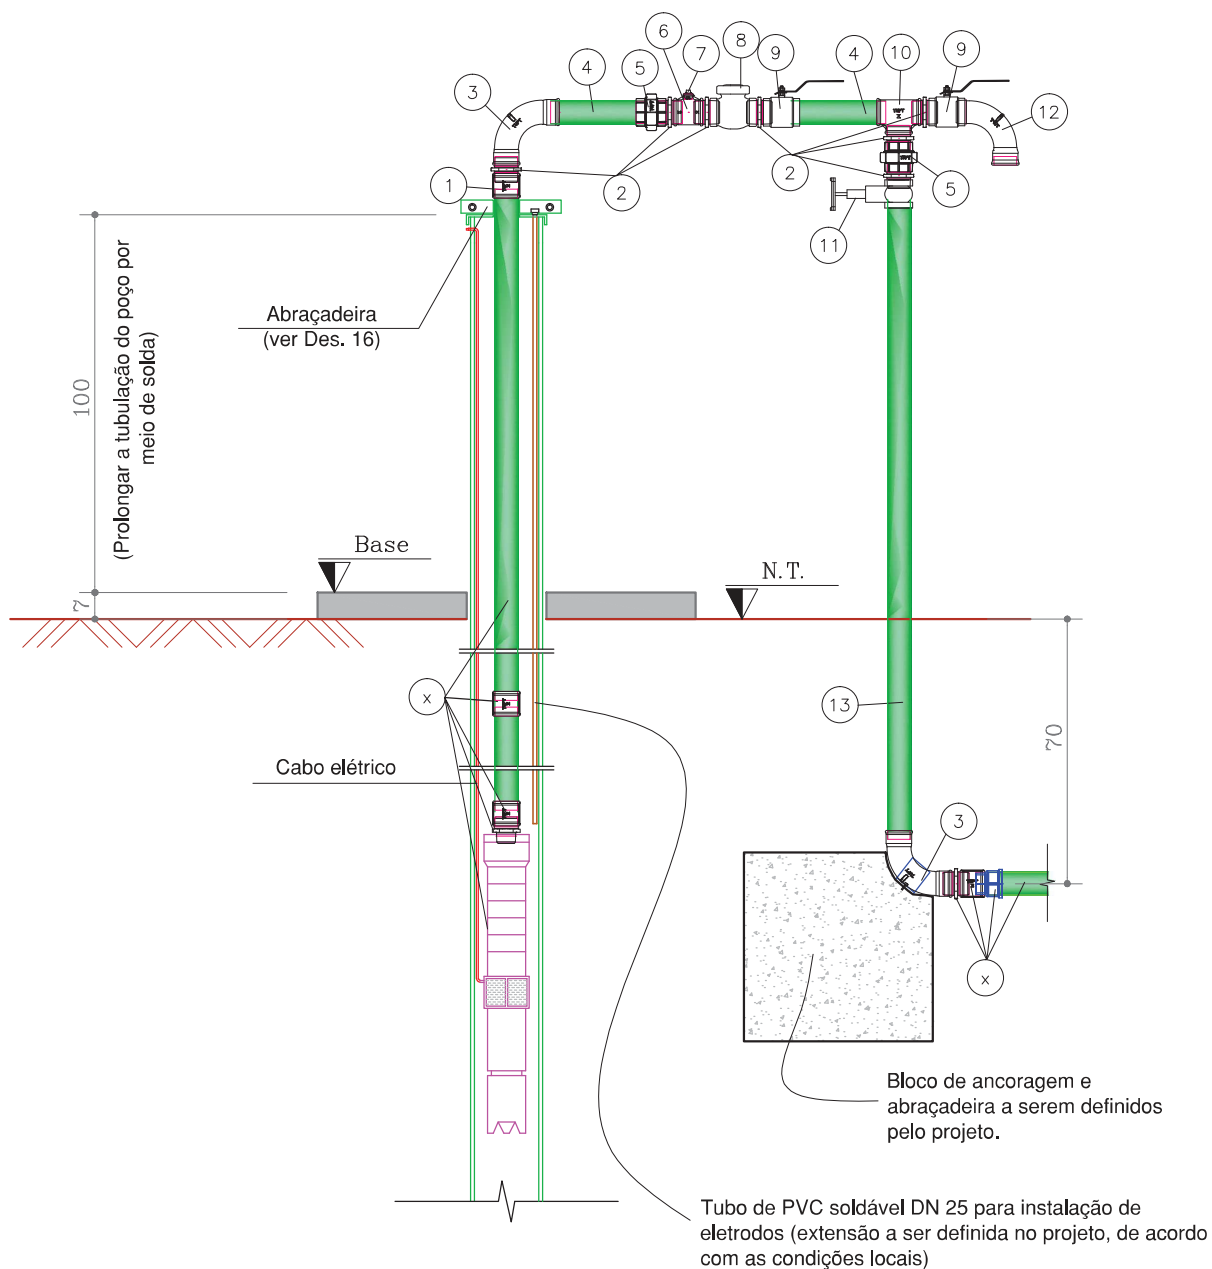 6
7
8
9
4
10
9
4
5
3
12
1
2
2
5
11
Abraçadeira
(ver Des. 16)
100
(Prolongar a tubulação do poço por
meio de solda)
Base
N.T.
7
x
13
70
Cabo elétrico
3
x
Bloco de ancoragem e
abraçadeira a serem definidos
pelo projeto.
Tubo de PVC soldável DN 25 para instalação de
eletrodos (extensão a ser definida no projeto, de acordo
com as condições locais)